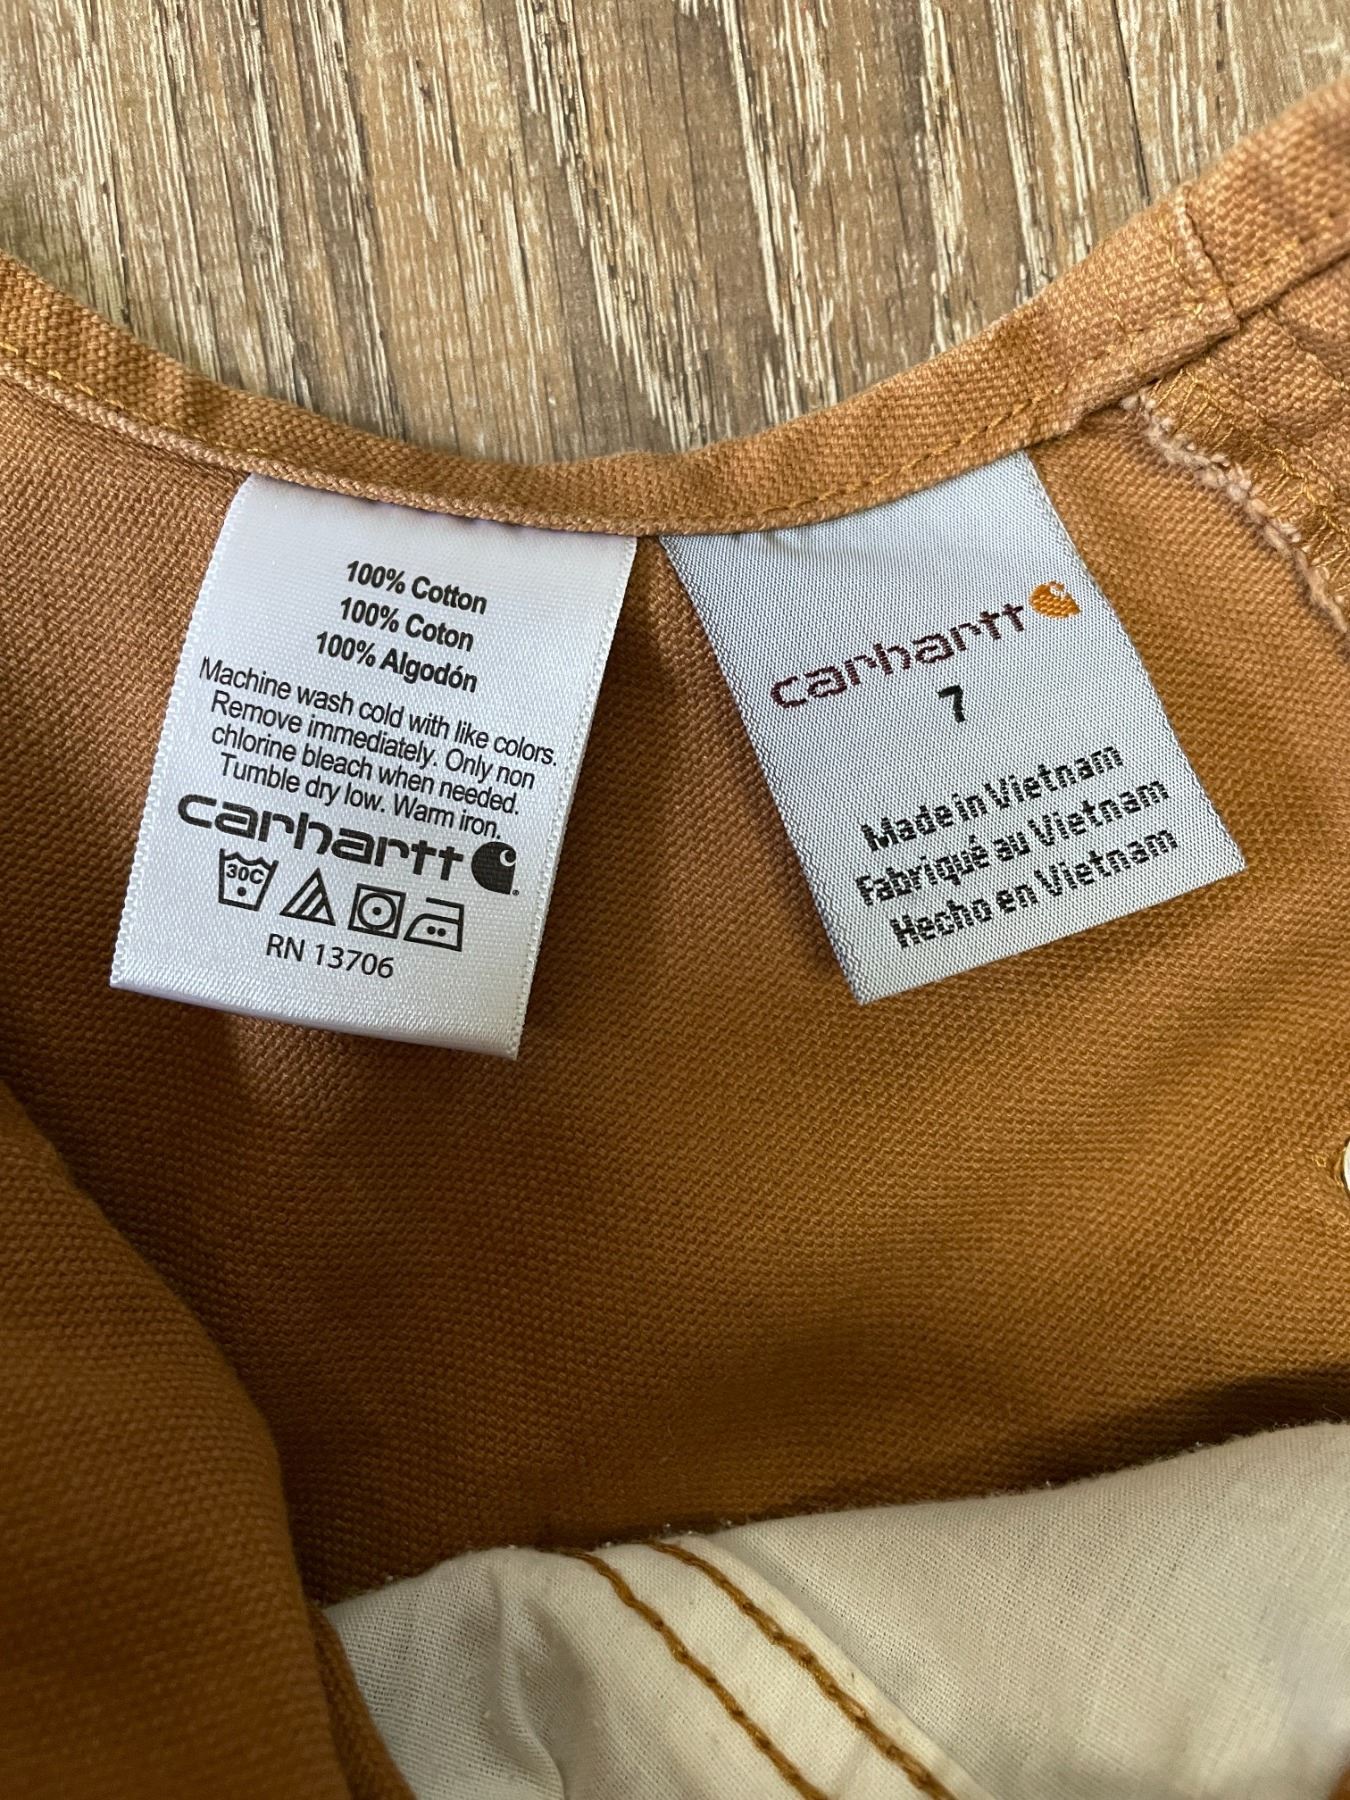 100% Cotton
100% Coton
100% Algodón
Machine wash cold with like colors.
Remove immediately. Only non
chlorine bleach when needed.
Tumble dry low. Warm iron.
carhartt
30C
RN 13706
carhartt
7
Made in Vietnam
Fabriqué au Vietnam
Hecho en Vietnam